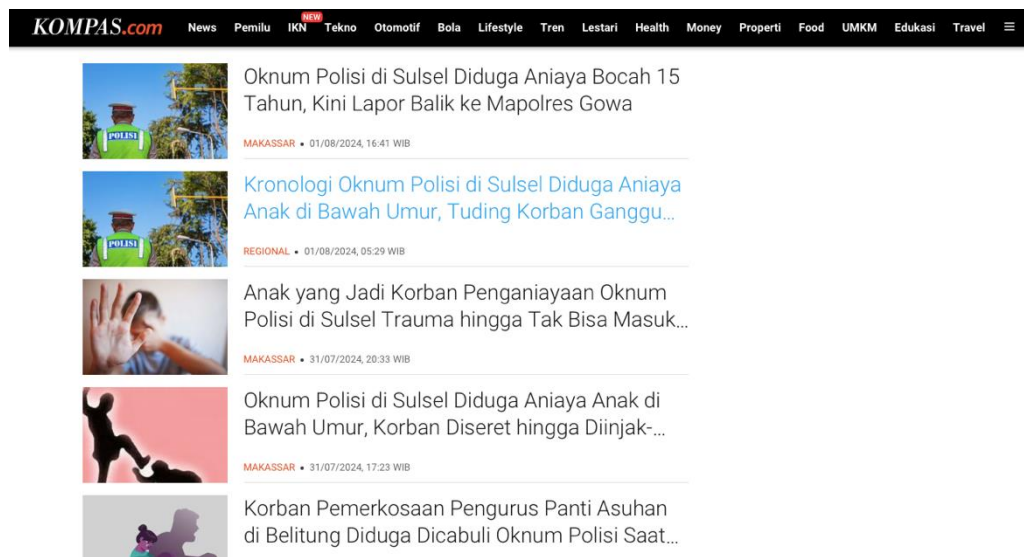 KOMPAS.com News Pemilu IKN NEW Tekno Otomotif Bola Lifestyle Tren Lestari Health Money Properti Food UMKM Edukasi Travel
POLISI
Oknum Polisi di Sulsel Diduga Aniaya Bocah 15
Tahun, Kini Lapor Balik ke Mapolres Gowa
MAKASSAR • 01/08/2024, 16:41 WIB
POLISI
Kronologi Oknum Polisi di Sulsel Diduga Aniaya
Anak di Bawah Umur, Tuding Korban Ganggu...
REGIONAL • 01/08/2024, 05:29 WIB
Anak yang Jadi Korban Penganiayaan Oknum
Polisi di Sulsel Trauma hingga Tak Bisa Masuk...
MAKASSAR • 31/07/2024, 20:33 WIB
Oknum Polisi di Sulsel Diduga Aniaya Anak di
Bawah Umur, Korban Diseret hingga Diinjak-...
MAKASSAR • 31/07/2024, 17:23 WIB
Korban Pemerkosaan Pengurus Panti Asuhan
di Belitung Diduga Dicabuli Oknum Polisi Saat...